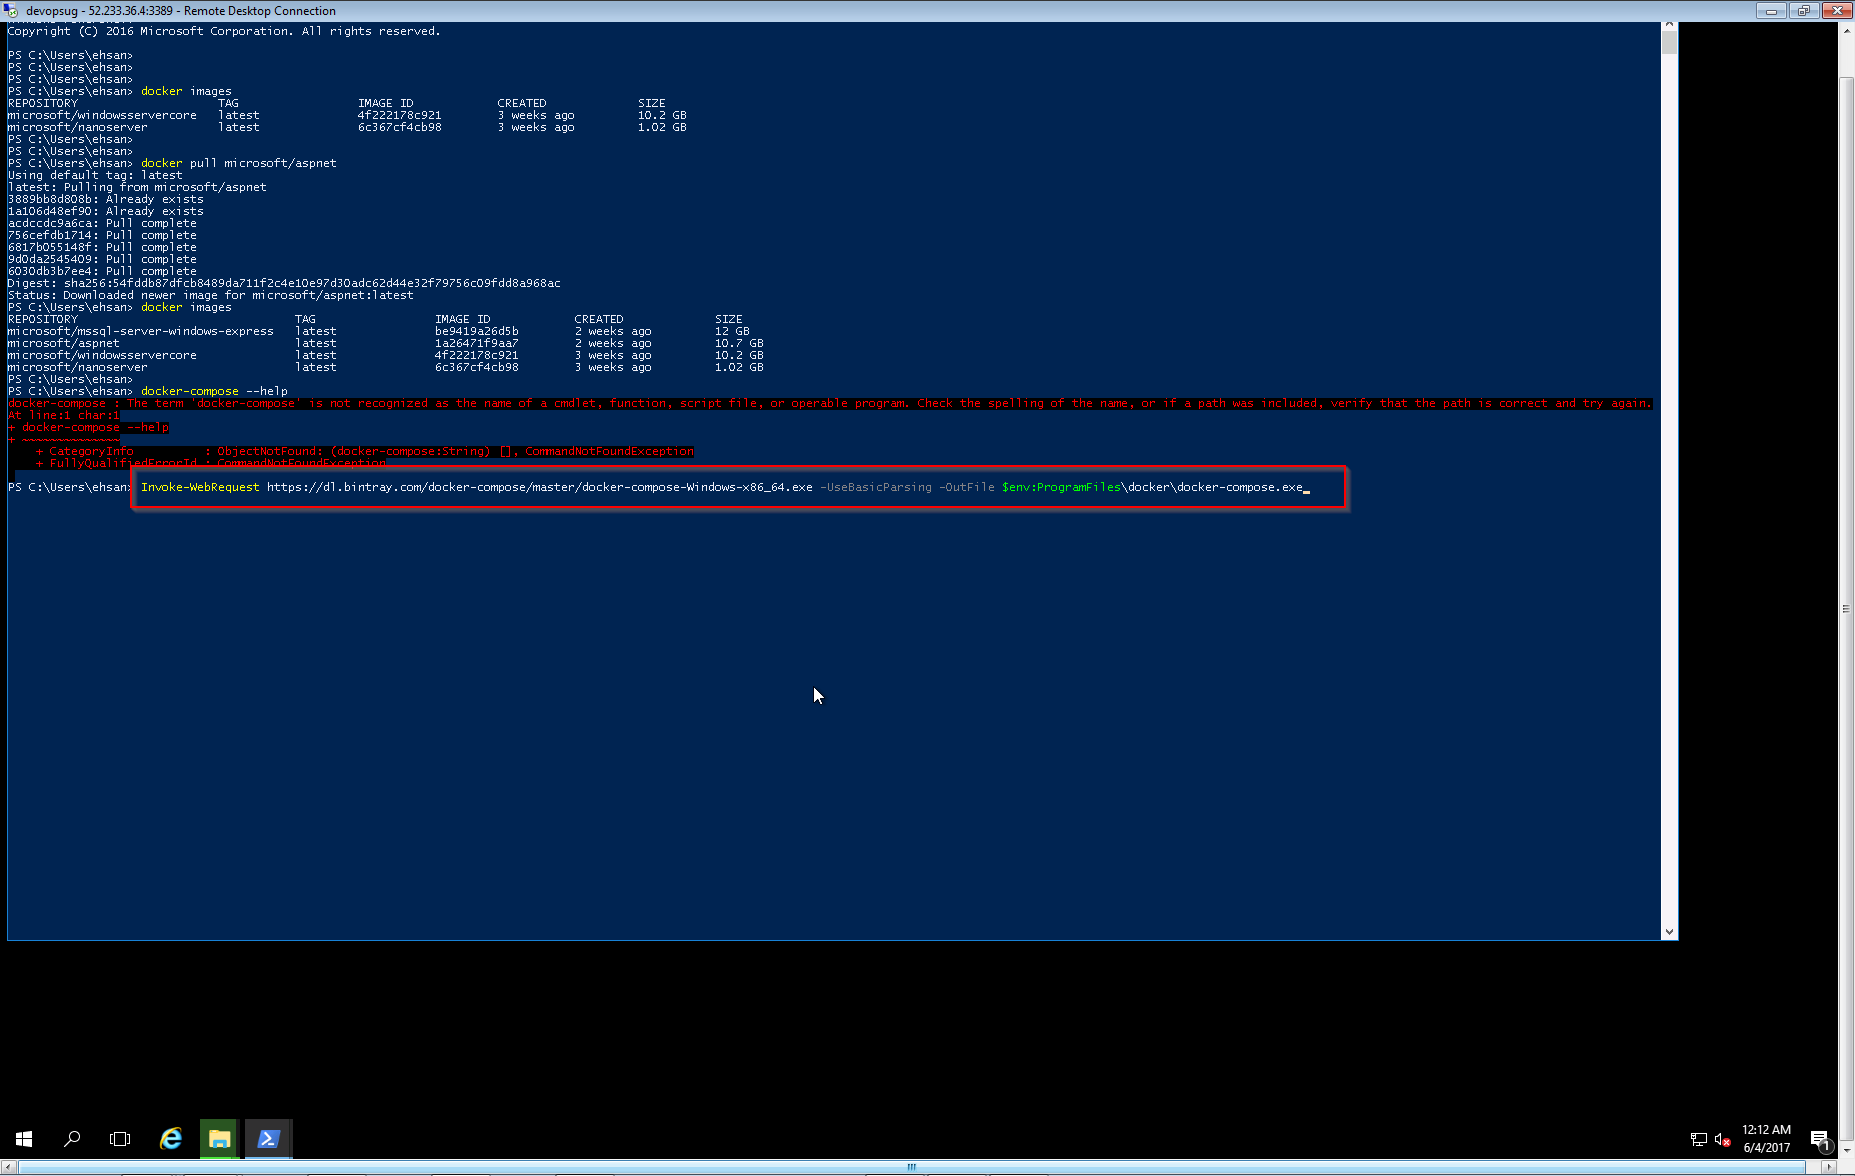 devopsug - 52.233.36.4:3389 - Remote Desktop Connection
Copyright (C) 2016 Microsoft Corporation. All rights reserved.
PS C:\Users\ehsan>
PS C:\Users\ehsan>
PS C:\Users\ehsan>
PS C:\Users\ehsan> docker images
REPOSITORY TAG IMAGE ID CREATED SIZE
microsoft/windowsservercore latest 4f222178c921 3 weeks ago 10.2 GB
microsoft/nanoserver latest 6c367cf4cb98 3 weeks ago 1.02 GB
PS C:\Users\ehsan>
PS C:\Users\ehsan>
PS C:\Users\ehsan> docker pull microsoft/aspnet
Using default tag: latest
latest: Pulling from microsoft/aspnet
3889bb8d808b: Already exists
1a106d48ef90: Already exists
acdccdc9a6ca: Pull complete
756cefdb1714: Pull complete
6817b055148f: Pull complete
9d0da2545409: Pull complete
6030db3b7ee4: Pull complete
Digest: sha256:54fddb87dfcb8489da711f2c4e10e97d30adc62d44e32f79756c09fdd8a968ac
Status: Downloaded newer image for microsoft/aspnet:latest
PS C:\Users\ehsan> docker images
REPOSITORY TAG IMAGE ID CREATED SIZE
microsoft/mssql-server-windows-express latest be9419a26d5b 2 weeks ago 12 GB
microsoft/aspnet latest 1a26471f9aa7 2 weeks ago 10.7 GB
microsoft/windowsservercore latest 4f222178c921 3 weeks ago 10.2 GB
microsoft/nanoserver latest 6c367cf4cb98 3 weeks ago 1.02 GB
PS C:\Users\ehsan>
PS C:\Users\ehsan> docker-compose --help
docker-compose : The term 'docker-compose' is not recognized as the name of a cmdlet, function, script file, or operable program. Check the spelling of the name, or if a path was included, verify that the path is correct and try again.
At line:1 char:1
+ docker-compose --help
+ ~~~~~~~~~~~~~~
+ CategoryInfo : ObjectNotFound: (docker-compose:String) [], CommandNotFoundException
+ FullyQualifiedErrorId : CommandNotFoundException
PS C:\Users\ehsan> Invoke-WebRequest https://dl.bintray.com/docker-compose/master/docker-compose-Windows-x86_64.exe -UseBasicParsing -OutFile $env:ProgramFiles\docker\docker-compose.exe_
12:12 AM
6/4/2017
1